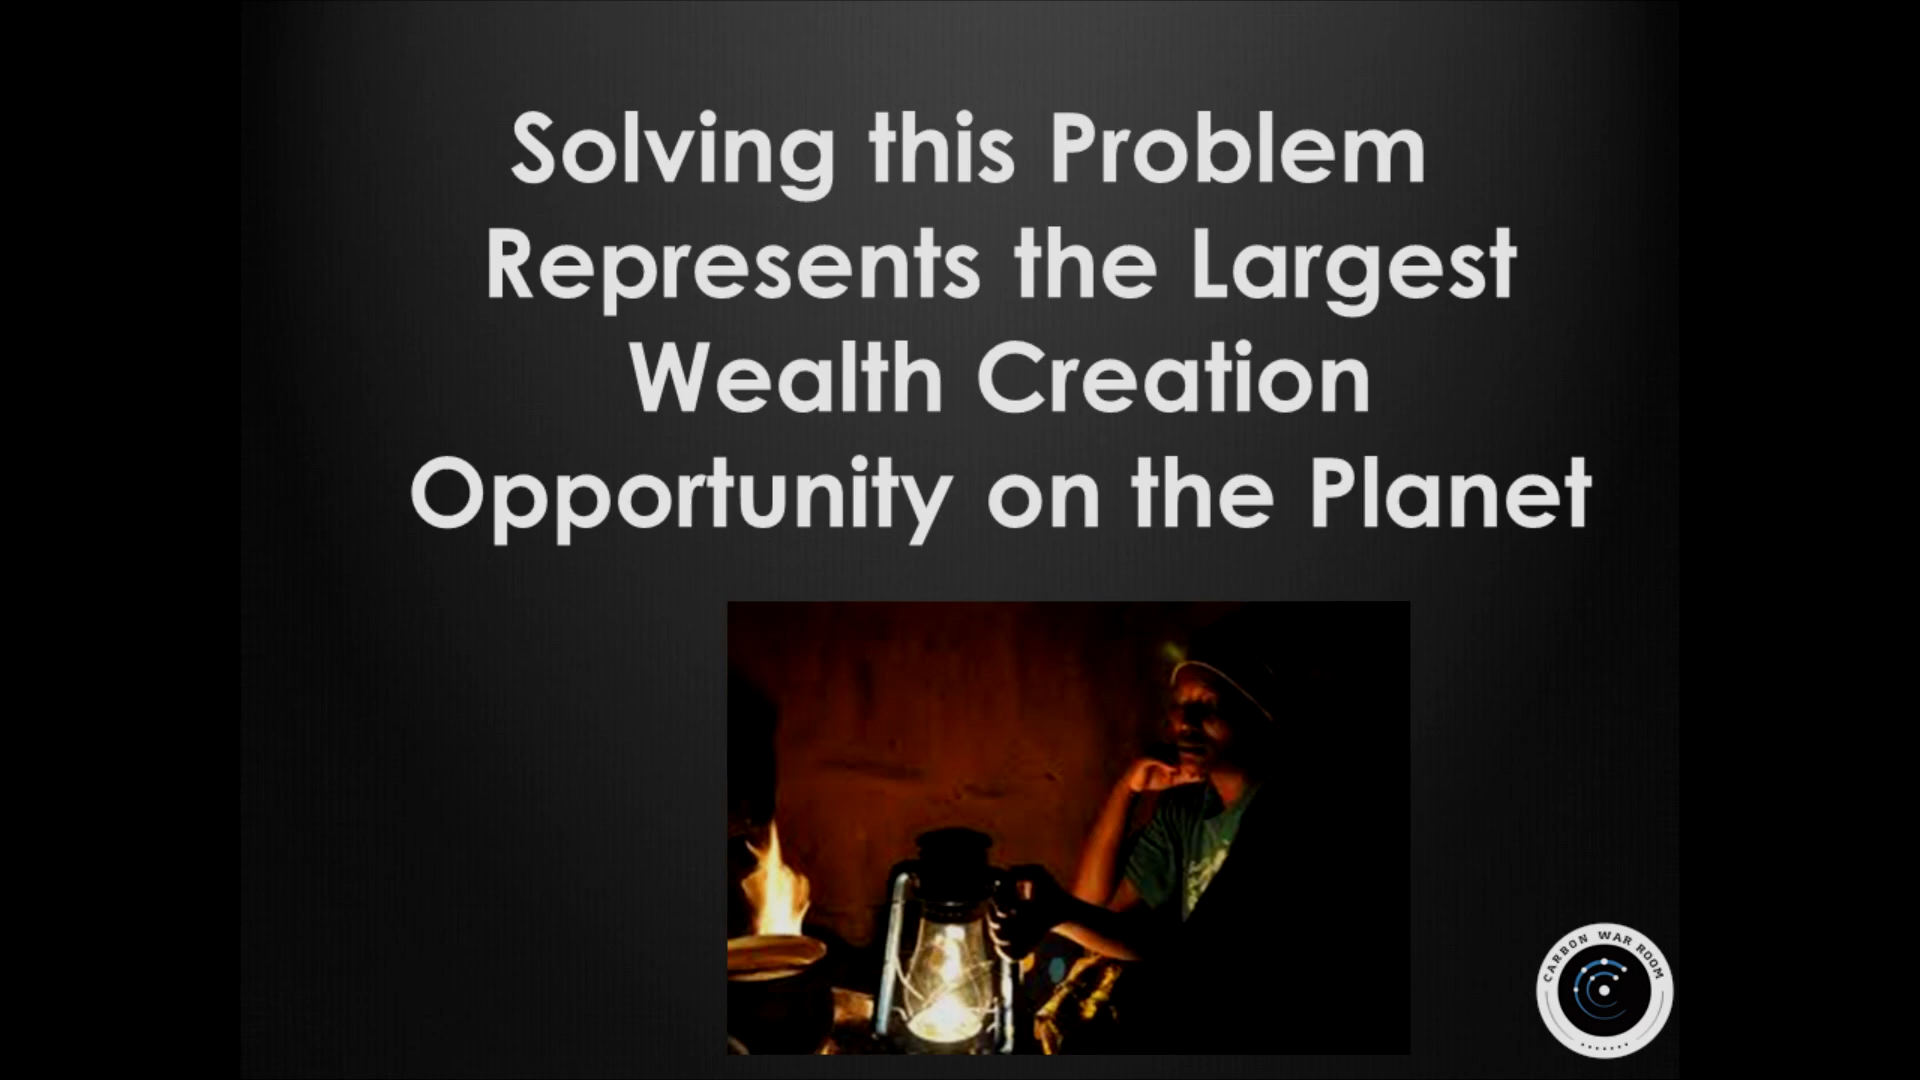 Solving this Problem
Represents the Largest
Wealth Creation
Opportunity on the Planet
CARBON WAR ROOM